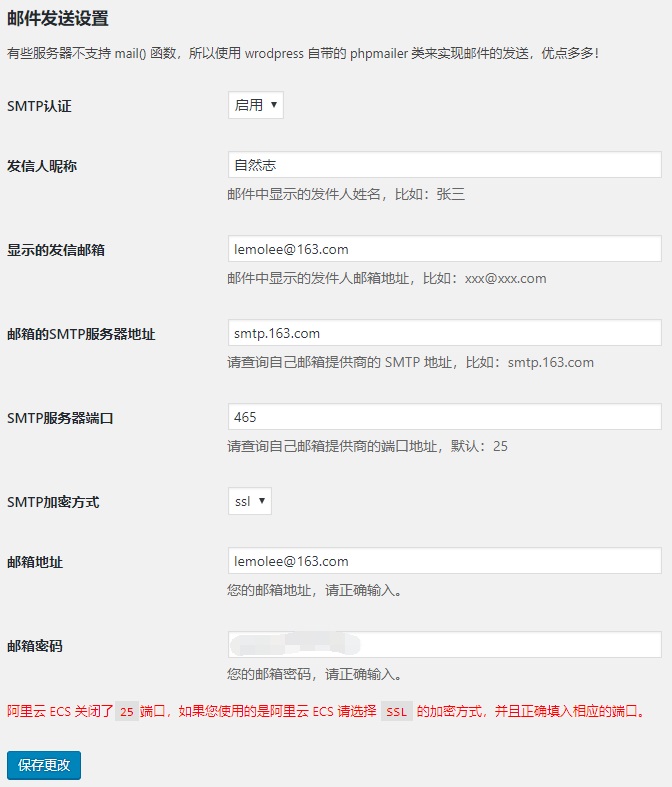 邮件发送设置
有些服务器不支持 mail() 函数，所以使用 wrodpress 自带的 phpmailer 类来实现邮件的发送，优点多多！
SMTP认证
启用
发信人昵称
自然志
邮件中显示的发件人姓名，比如：张三
显示的发信邮箱
lemolee@163.com
邮件中显示的发件人邮箱地址，比如：xxx@xxx.com
邮箱的SMTP服务器地址
smtp.163.com
请查询自己邮箱提供商的 SMTP 地址，比如：smtp.163.com
SMTP服务器端口
465
请查询自己邮箱提供商的端口地址，默认：25
SMTP加密方式
ssl
邮箱地址
lemolee@163.com
您的邮箱地址，请正确输入。
邮箱密码
您的邮箱密码，请正确输入。
阿里云 ECS 关闭了 25 端口，如果您使用的是阿里云 ECS 请选择 SSL 的加密方式，并且正确填入相应的端口。
保存更改